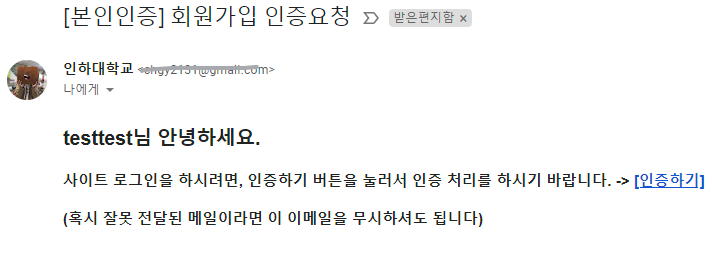 [본인인증] 회원가입 인증요청 받은편지함 x
인하대학교
나에게
testtest님 안녕하세요.
사이트 로그인을 하시려면, 인증하기 버튼을 눌러서 인증 처리를 하시기 바랍니다. -> [인증하기]
(혹시 잘못 전달된 메일이라면 이 이메일을 무시하셔도 됩니다)